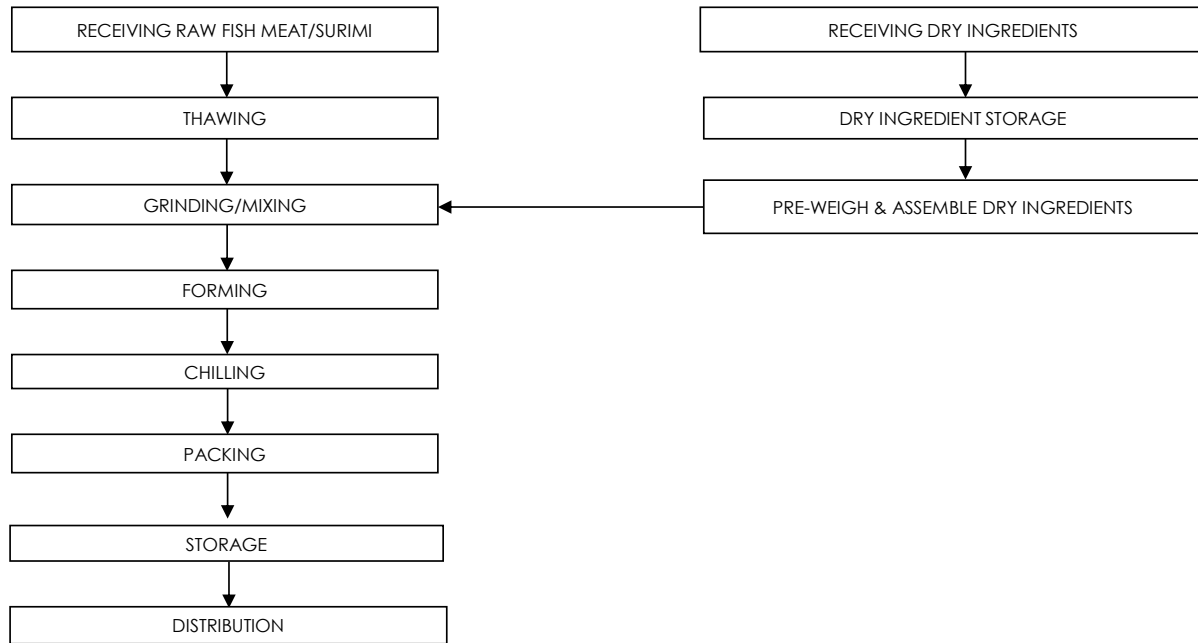 RECEIVING RAW FISH MEAT/SURIMI
RECEIVING DRY INGREDIENTS
THAWING
DRY INGREDIENT STORAGE
GRINDING/MIXING
PRE-WEIGH & ASSEMBLE DRY INGREDIENTS
FORMING
CHILLING
PACKING
STORAGE
DISTRIBUTION